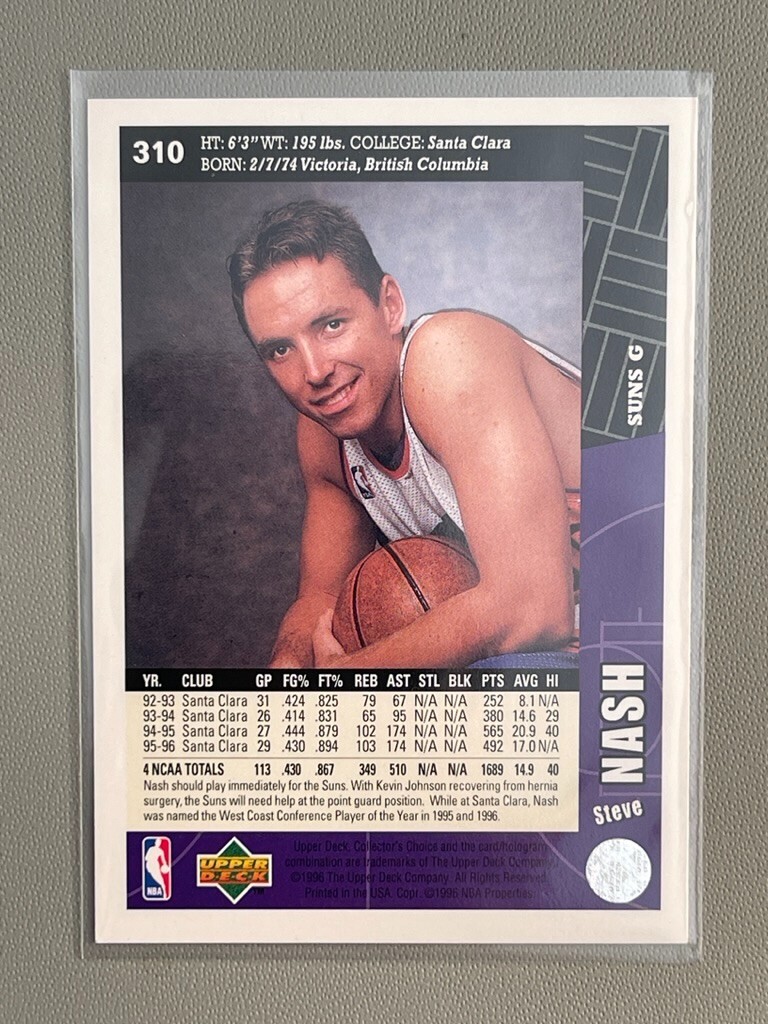 310
HT: 6'3" WT: 195 lbs. COLLEGE: Santa Clara
BORN: 2/7/74 Victoria, British Columbia
SUNS G
Steve NASH
YR. CLUB GP FG% FT% REB AST STL BLK PTS AVG HI
92-93 Santa Clara 31 .424 .825 79 67 N/A N/A 252 8.1 N/A
93-94 Santa Clara 26 .414 .831 65 95 N/A N/A 380 14.6 29
94-95 Santa Clara 27 .444 .879 102 174 N/A N/A 565 20.9 40
95-96 Santa Clara 29 .430 .894 103 174 N/A N/A 492 17.0 N/A
4 NCAA TOTALS 113 .430 .867 349 510 N/A N/A 1689 14.9 40
Nash should play immediately for the Suns. With Kevin Johnson recovering from hernia
surgery, the Suns will need help at the point guard position. While at Santa Clara, Nash
was named the West Coast Conference Player of the Year in 1995 and 1996.
NBA
UPPER
DECK
TM
Upper Deck, Collector's Choice and the card/hologram
combination are trademarks of The Upper Deck Company.
©1996 The Upper Deck Company. All Rights Reserved.
Printed in the USA. Copr. ©1996 NBA Properties.